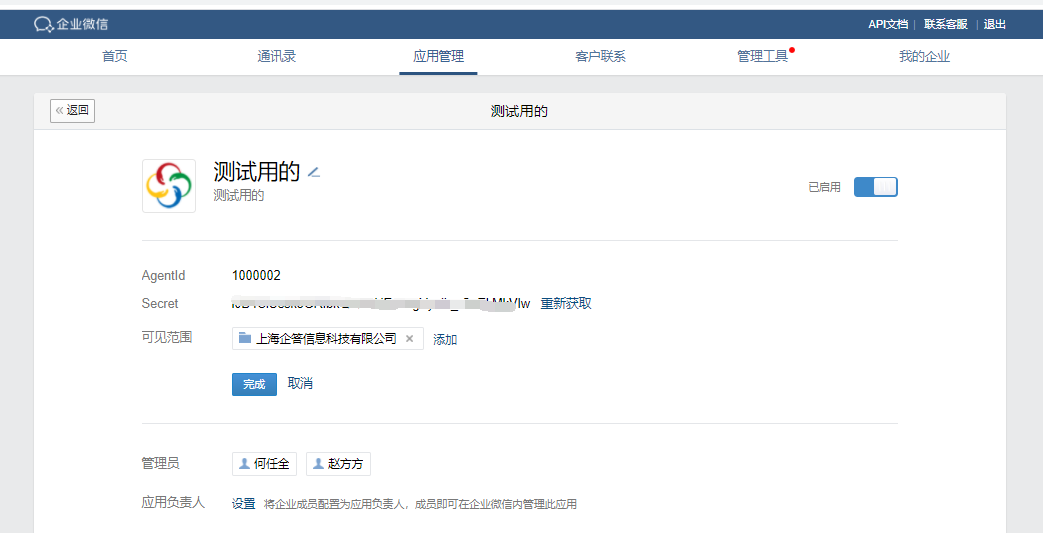 企业微信
API文档 | 联系客服 | 退出
首页 通讯录 应用管理 客户联系 管理工具 我的企业
« 返回 测试用的
测试用的
测试用的
已启用
AgentId 1000002
Secret 重新获取
可见范围 上海企答信息科技有限公司 × 添加
完成 取消
管理员 何任全 赵方方
应用负责人 设置 将企业成员配置为应用负责人，成员即可在企业微信内管理此应用